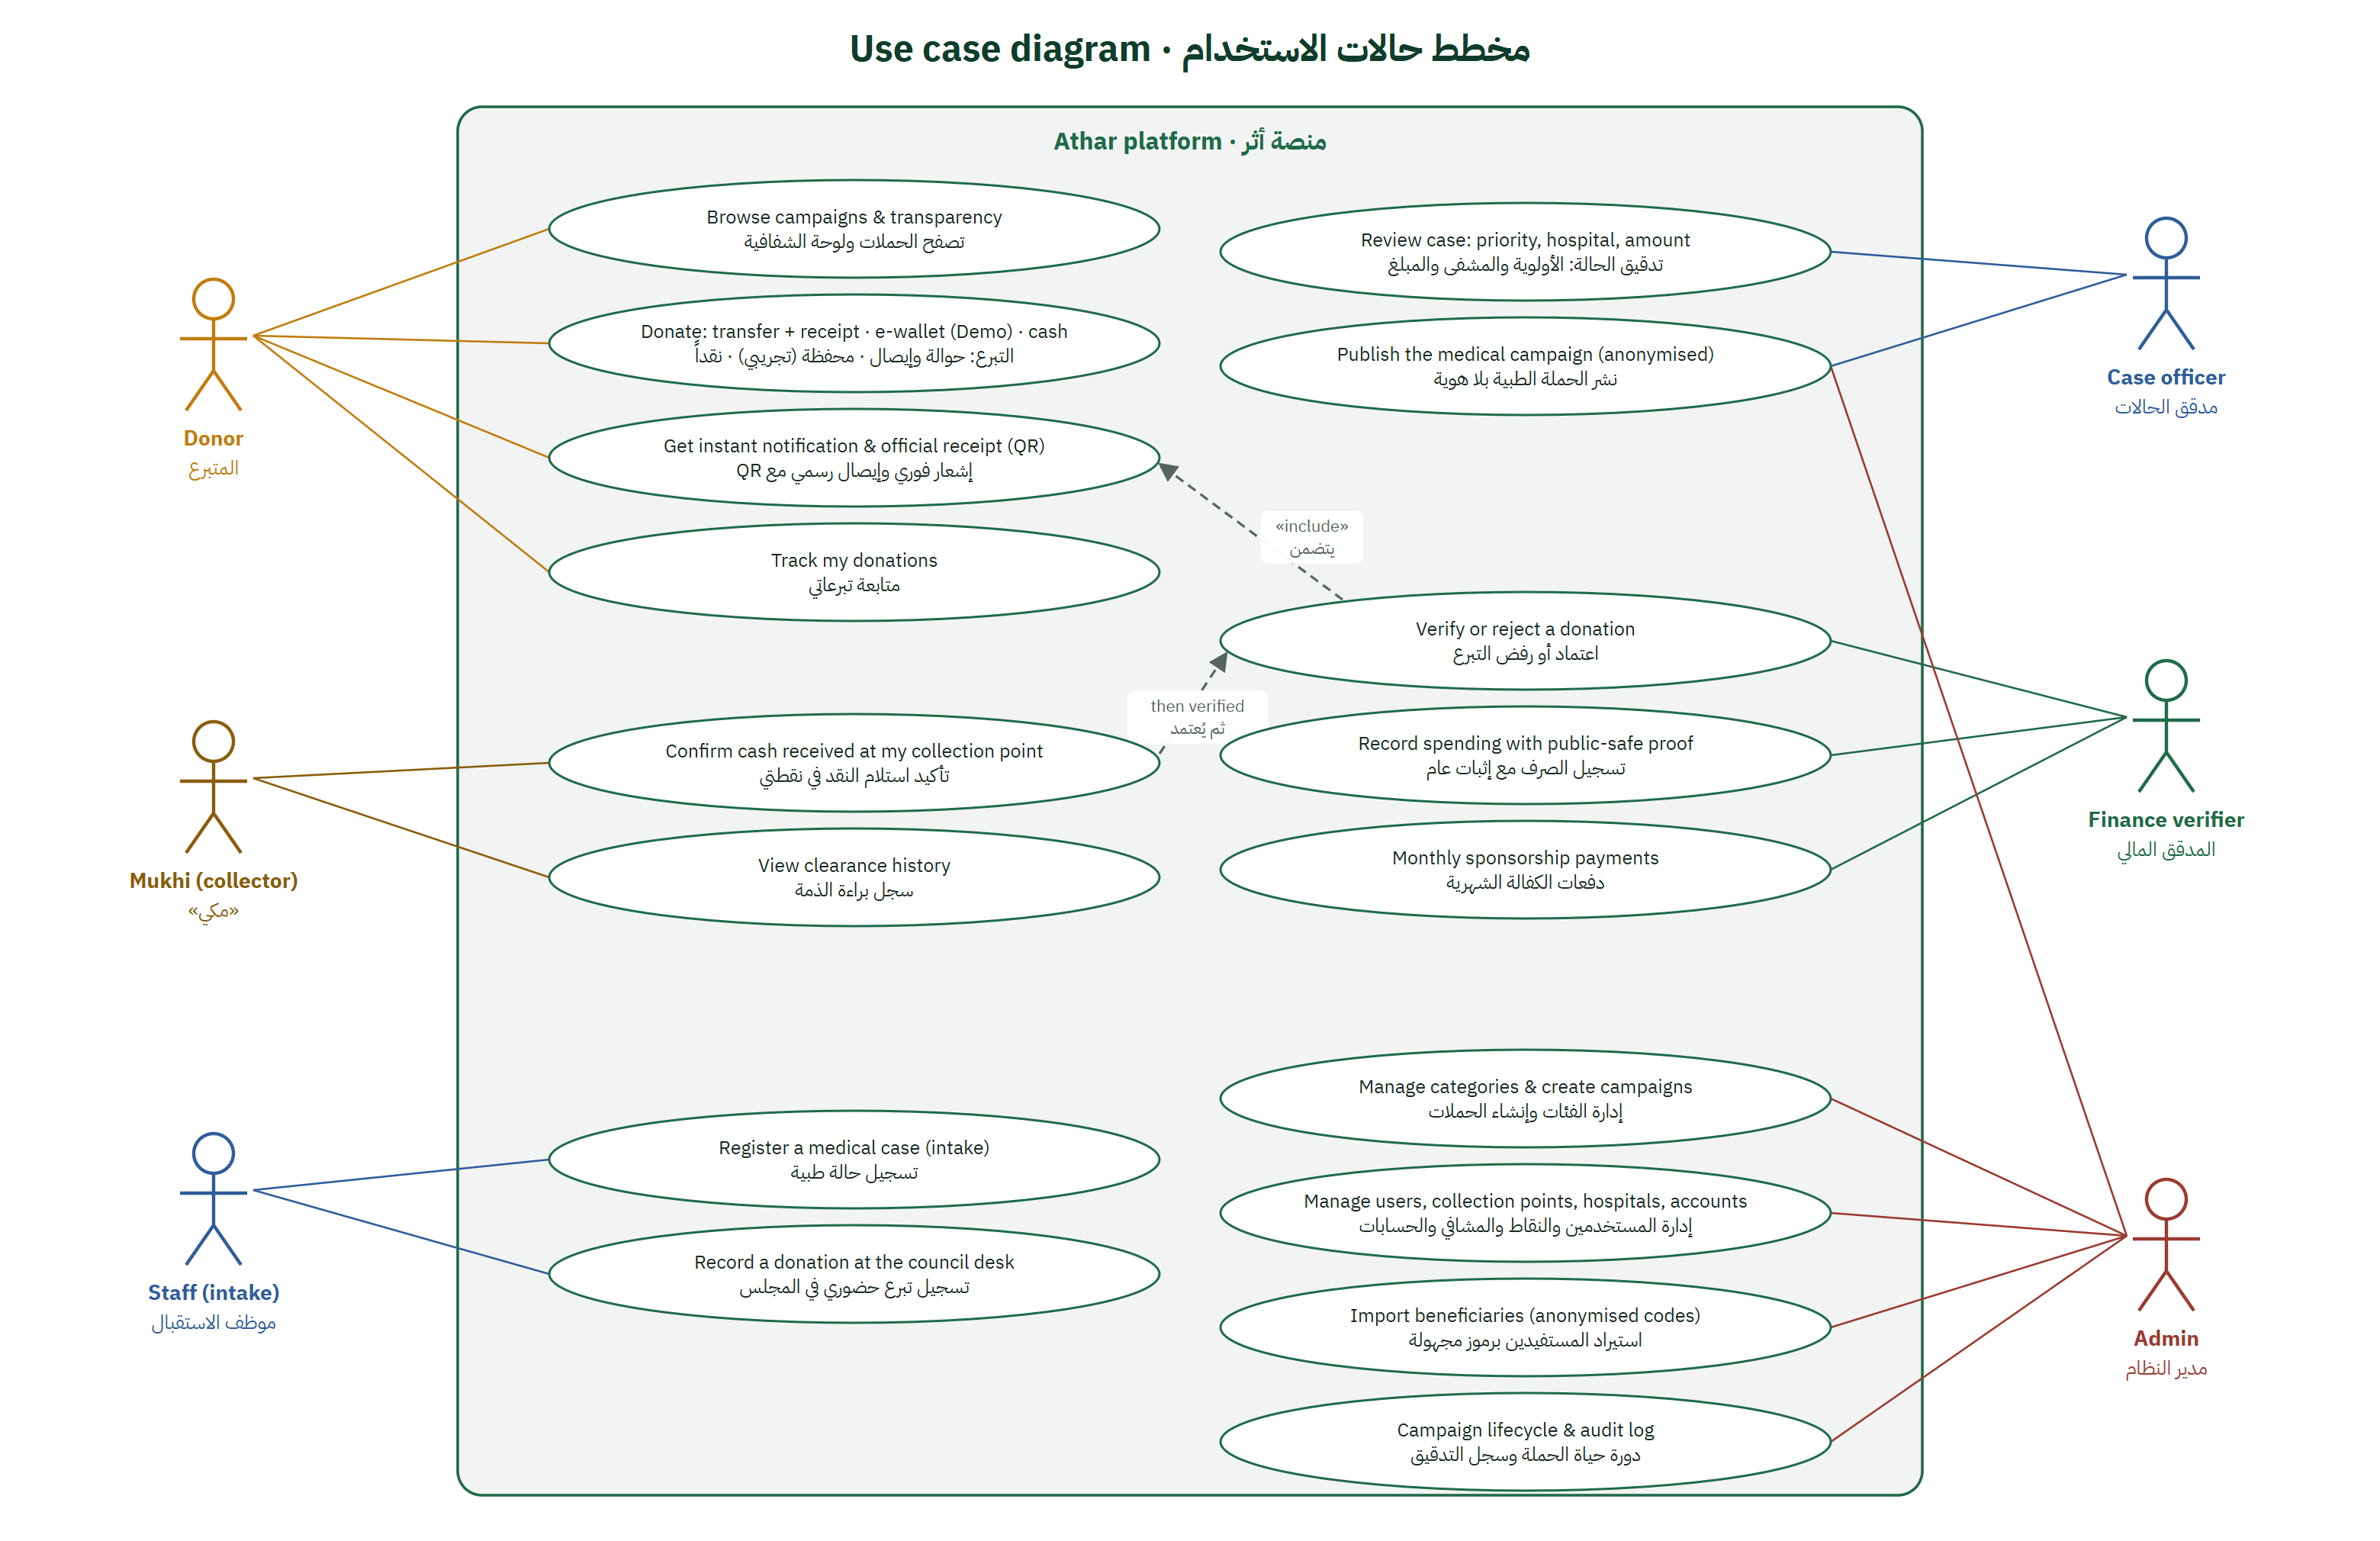 Use case diagram · مخطط حالات الاستخدام
Athar platform · منصة أثر
Browse campaigns & transparency
تصفح الحملات ولوحة الشفافية
Donate: transfer + receipt · e-wallet (Demo) · cash
التبرع: حوالة وإيصال · محفظة (تجريبي) · نقداً
Get instant notification & official receipt (QR)
إشعار فوري وإيصال رسمي مع QR
Track my donations
متابعة تبرعاتي
Donor
المتبرع
Review case: priority, hospital, amount
تدقيق الحالة: الأولوية والمشفى والمبلغ
Publish the medical campaign (anonymised)
نشر الحملة الطبية بلا هوية
Case officer
مدقق الحالات
«include»
يتضمن
Verify or reject a donation
اعتماد أو رفض التبرع
then verified
ثم يُعتمد
Confirm cash received at my collection point
تأكيد استلام النقد في نقطتي
View clearance history
سجل براءة الذمة
Mukhi (collector)
«مكي»
Record spending with public-safe proof
تسجيل الصرف مع إثبات عام
Monthly sponsorship payments
دفعات الكفالة الشهرية
Finance verifier
المدقق المالي
Register a medical case (intake)
تسجيل حالة طبية
Record a donation at the council desk
تسجيل تبرع حضوري في المجلس
Staff (intake)
موظف الاستقبال
Manage categories & create campaigns
إدارة الفئات وإنشاء الحملات
Manage users, collection points, hospitals, accounts
إدارة المستخدمين والنقاط والمشافي والحسابات
Import beneficiaries (anonymised codes)
استيراد المستفيدين برموز مجهولة
Campaign lifecycle & audit log
دورة حياة الحملة وسجل التدقيق
Admin
مدير النظام